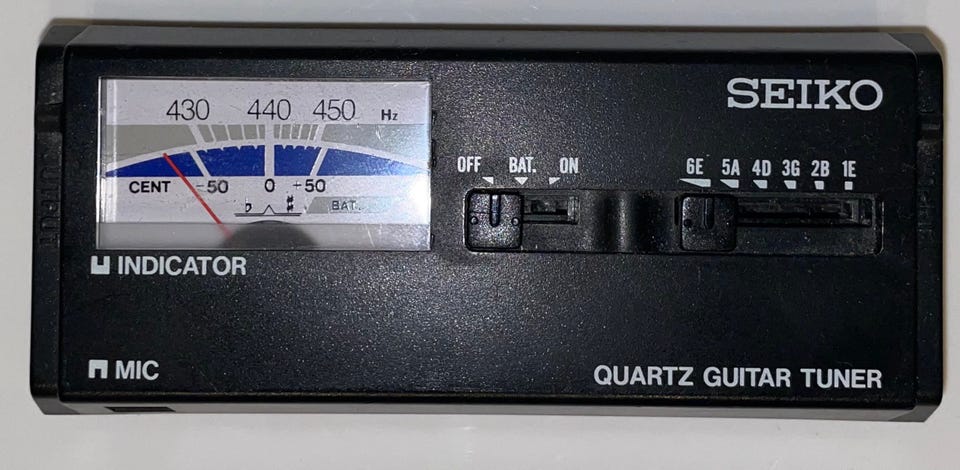 SEIKO
430 440 450 Hz
CENT -50 0 +50
♭ ♯ BAT.
OFF BAT. ON
6E 5A 4D 3G 2B 1E
INDICATOR
MIC
QUARTZ GUITAR TUNER